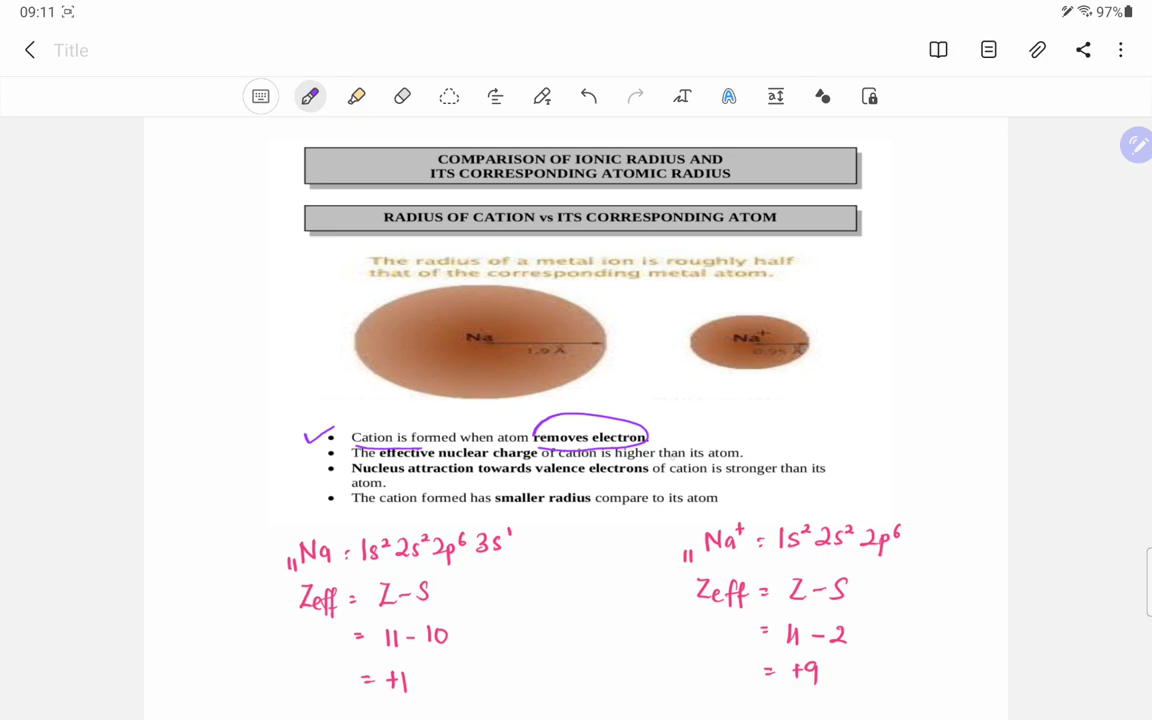 09:11
97%
Title
COMPARISON OF IONIC RADIUS AND
ITS CORRESPONDING ATOMIC RADIUS
RADIUS OF CATION vs ITS CORRESPONDING ATOM
The radius of a metal ion is roughly half
that of the corresponding metal atom.
Na
1.9 Å
Na⁺
0.95 Å
• Cation is formed when atom removes electron.
• The effective nuclear charge of cation is higher than its atom.
• Nucleus attraction towards valence electrons of cation is stronger than its
atom.
• The cation formed has smaller radius compare to its atom
₁₁Na : 1s² 2s² 2p⁶ 3s¹
Zeff = Z - S
= 11 - 10
= +1
₁₁Na⁺ : 1s² 2s² 2p⁶
Zeff = Z - S
= 11 - 2
= +9